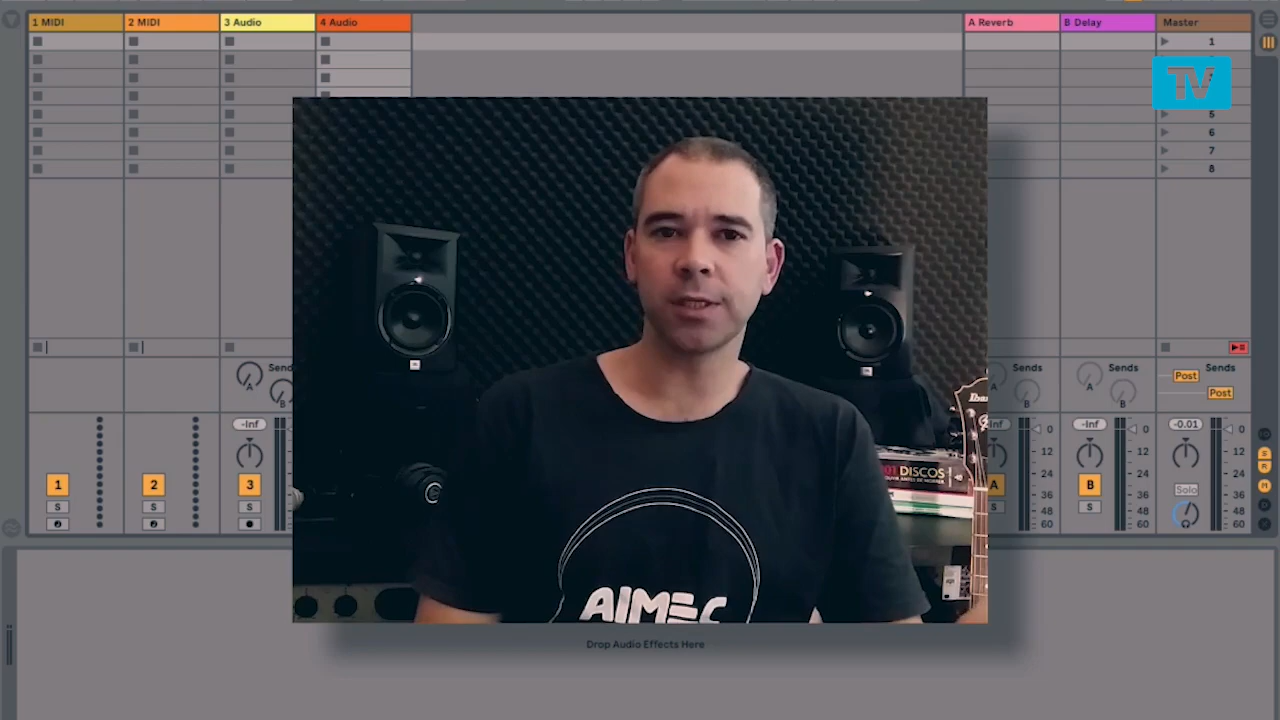 1 MIDI 2 MIDI 3 Audio 4 Audio A Reverb B Delay Master
1
TV
5
6
7
8
Sends Sends Sends
A A A
Post
B B B
Post
-Inf -Inf -0.01
0 0 0
12 12 12
24 24 24
1 2 3 A B Solo
36 36 36
S S S S S
48 48 48
60 60 60
101 DISCOS
AIMEC
Drop Audio Effects Here
S
R
M